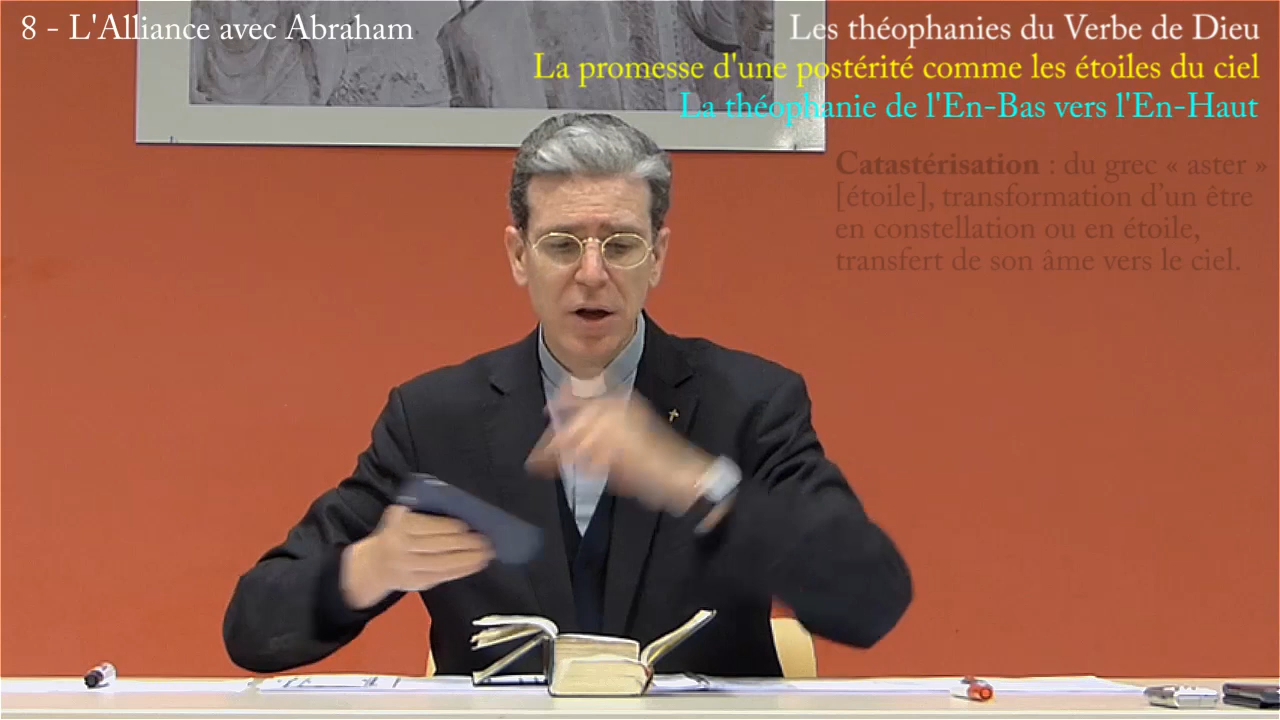 8 - L'Alliance avec Abraham
Les théophanies du Verbe de Dieu
La promesse d'une postérité comme les étoiles du ciel
La théophanie de l'En-Bas vers l'En-Haut
Catastérisation : du grec « aster »
[étoile], transformation d’un être
en constellation ou en étoile,
transfert de son âme vers le ciel.